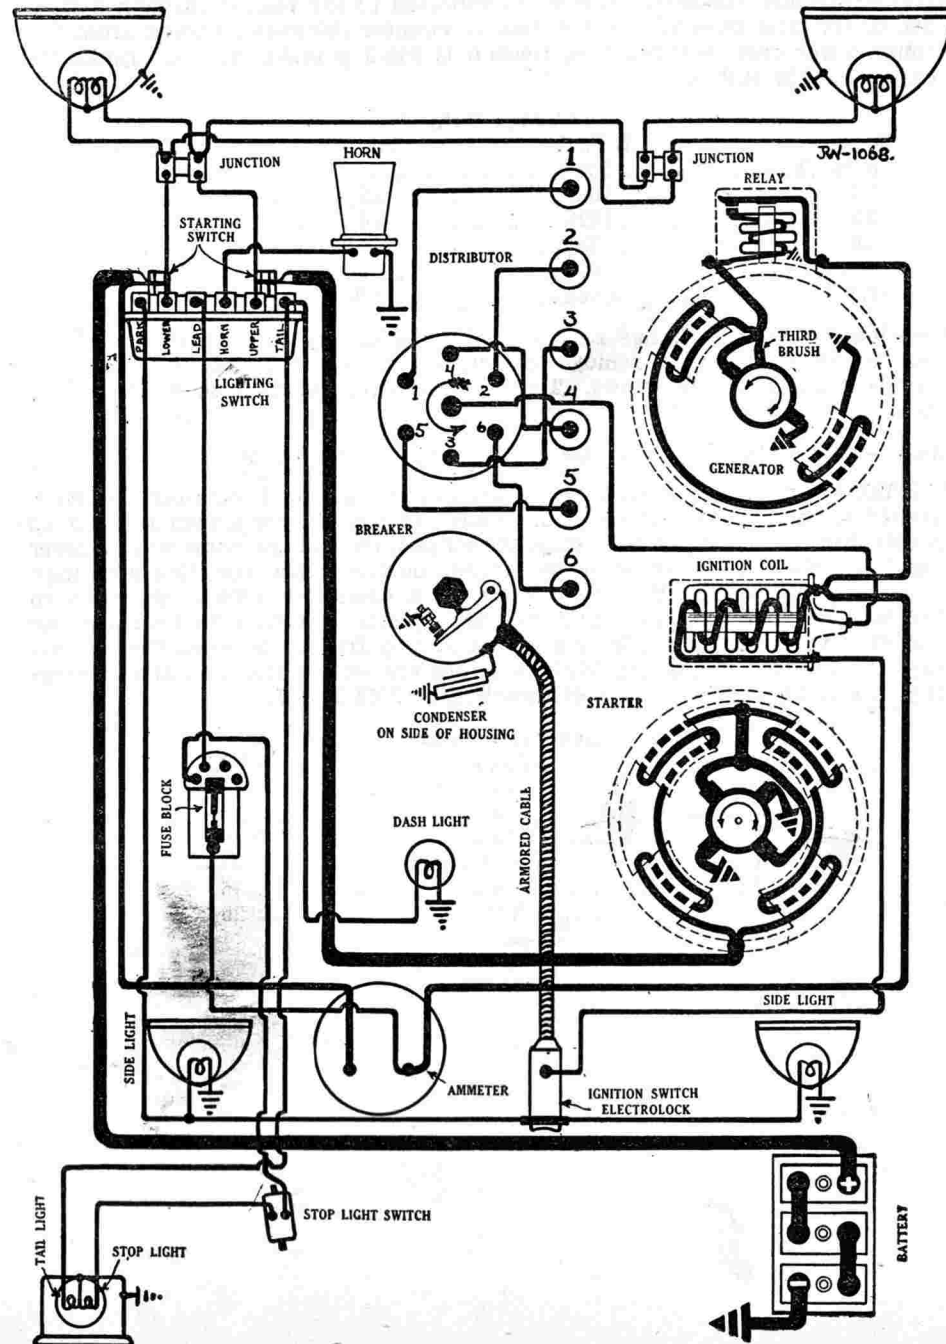 JUNCTION
HORN
JUNCTION
JW-1068.
RELAY
STARTING
SWITCH
DISTRIBUTOR
1
2
3
4
5
6
PARK
LOWER
LEAD
HORN
UPPER
TAIL
LIGHTING
SWITCH
4
1
2
5
3
6
THIRD
BRUSH
GENERATOR
BREAKER
IGNITION COIL
CONDENSER
ON SIDE OF HOUSING
STARTER
FUSE BLOCK
DASH LIGHT
ARMORED CABLE
SIDE LIGHT
SIDE LIGHT
AMMETER
IGNITION SWITCH
ELECTROLOCK
STOP LIGHT SWITCH
TAIL LIGHT
STOP LIGHT
BATTERY